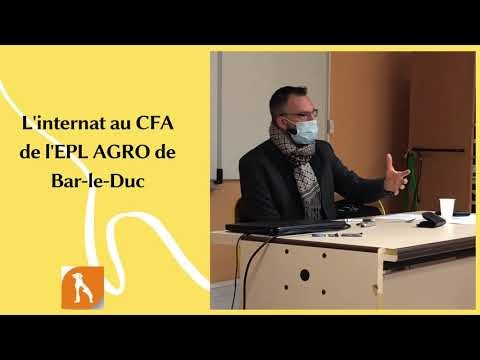 L'internat au CFA
de l'EPL AGRO de
Bar-le-Duc